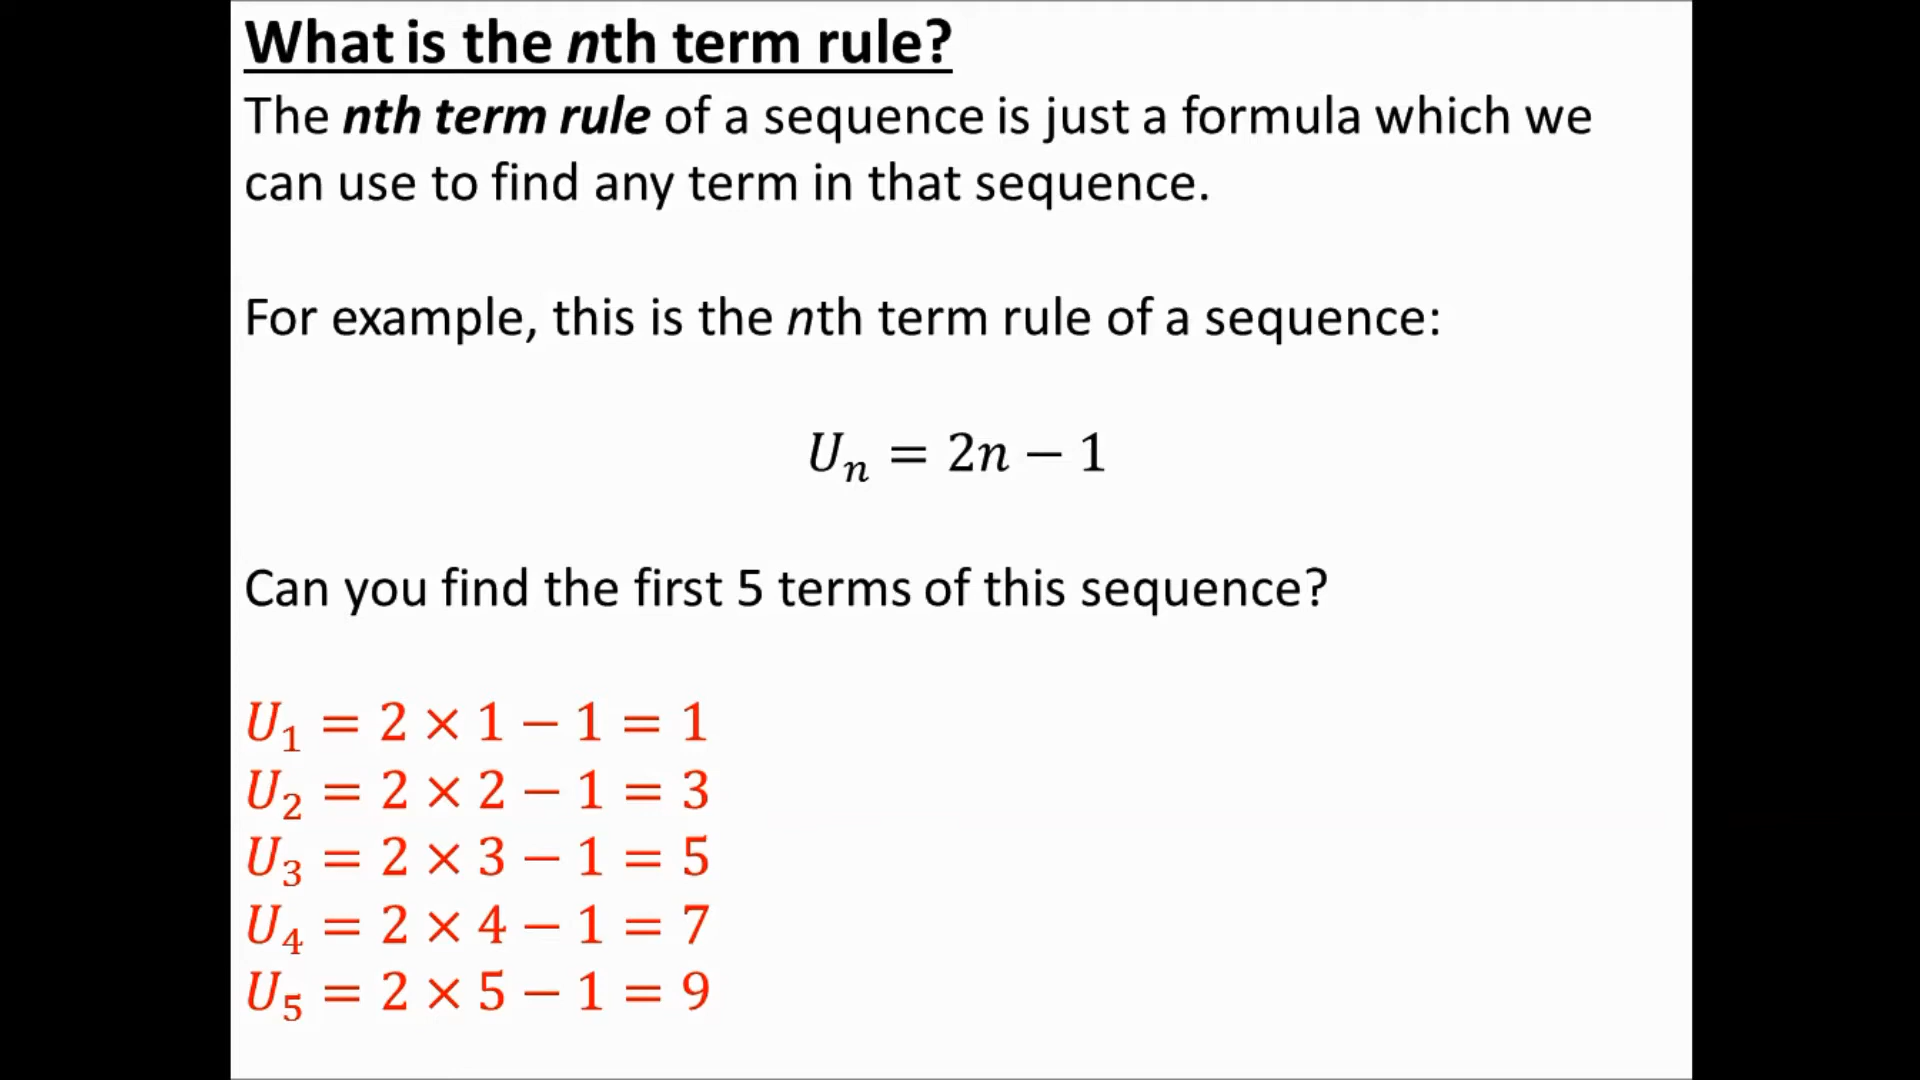 What is the nth term rule?
The nth term rule of a sequence is just a formula which we
can use to find any term in that sequence.
For example, this is the nth term rule of a sequence:
Uₙ = 2n − 1
Can you find the first 5 terms of this sequence?
U₁ = 2 × 1 − 1 = 1
U₂ = 2 × 2 − 1 = 3
U₃ = 2 × 3 − 1 = 5
U₄ = 2 × 4 − 1 = 7
U₅ = 2 × 5 − 1 = 9